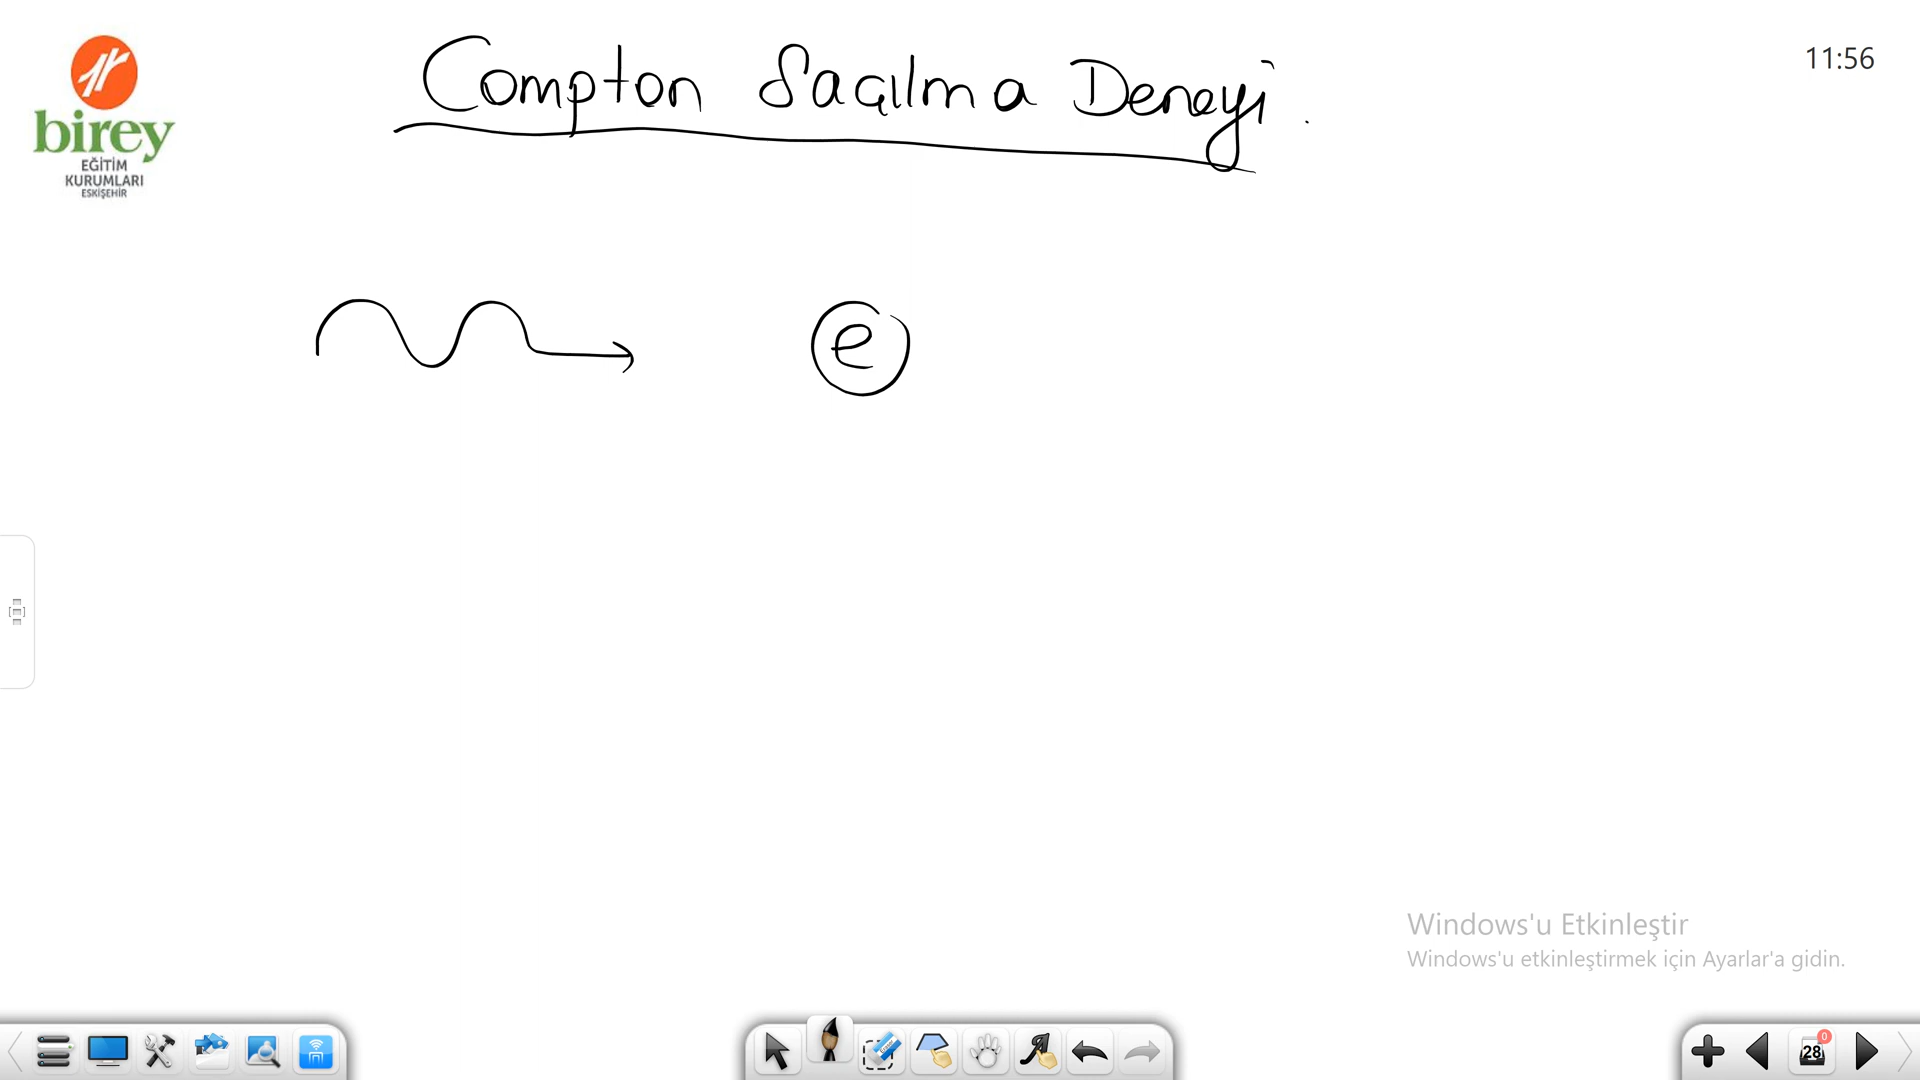 Compton Saçılma Deneyi.
11:56
birey
EĞİTİM
KURUMLARI
ESKİŞEHİR
e
Windows'u Etkinleştir
Windows'u etkinleştirmek için Ayarlar'a gidin.
28
0